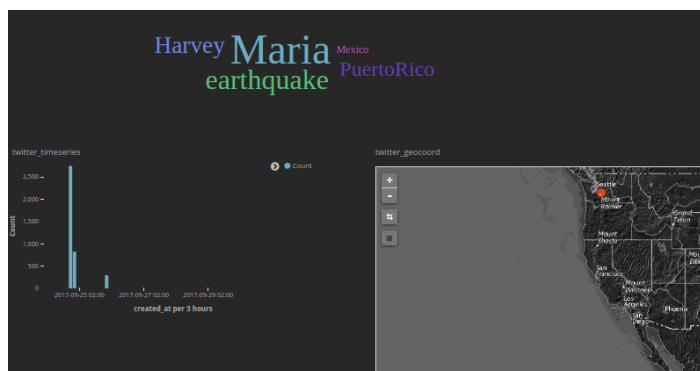 Harvey Maria Mexico
earthquake PuertoRico
twitter_timeseries
Count
2,500
2,000
1,500
1,000
500
0
Count
2017-09-25 02:00 2017-09-27 02:00 2017-09-29 02:00
created_at per 3 hours
twitter_geocoord
+
-
Seattle
Mount
Rainier
Grand
Teton
Mount
Shasta
San
Francisco
Mount
Whitney
Los
Angeles
San
Diego
Phoenix